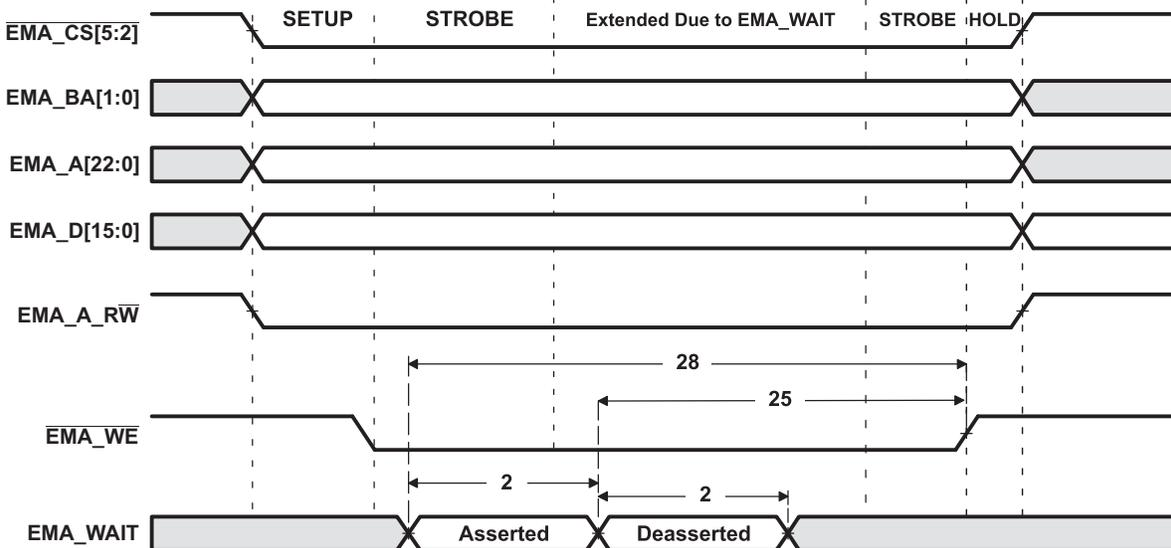 SETUP STROBE Extended Due to EMA_WAIT STROBE HOLD
EMA_CS[5:2]
EMA_BA[1:0]
EMA_A[22:0]
EMA_D[15:0]
EMA_A_RW
28
25
EMA_WE
2
2
EMA_WAIT Asserted Deasserted